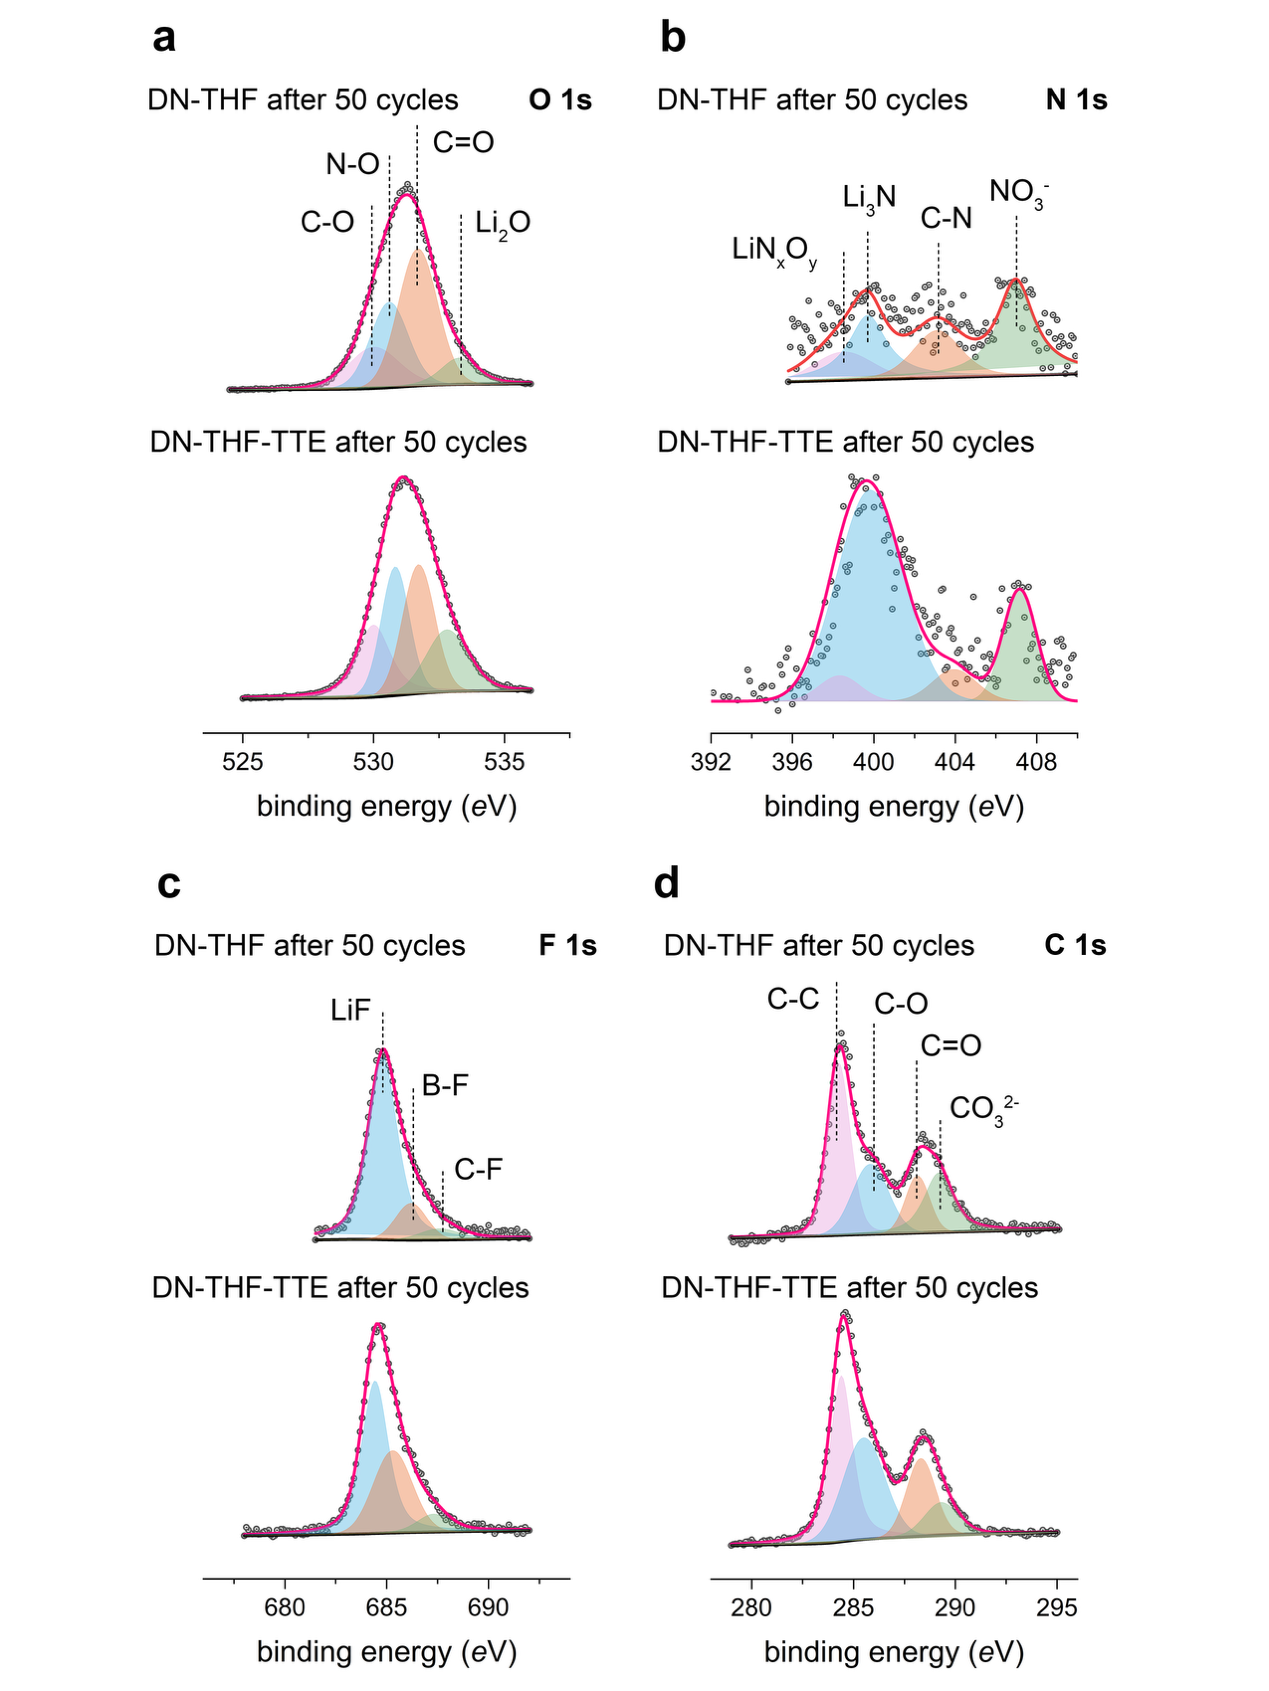 a
DN-THF after 50 cycles O 1s
C=O
N-O
C-O
Li2O
DN-THF-TTE after 50 cycles
525 530 535
binding energy (eV)
b
DN-THF after 50 cycles N 1s
NO3-
Li3N
C-N
LiNxOy
DN-THF-TTE after 50 cycles
392 396 400 404 408
binding energy (eV)
c
DN-THF after 50 cycles F 1s
LiF
B-F
C-F
DN-THF-TTE after 50 cycles
680 685 690
binding energy (eV)
d
DN-THF after 50 cycles C 1s
C-C
C-O
C=O
CO32-
DN-THF-TTE after 50 cycles
280 285 290 295
binding energy (eV)